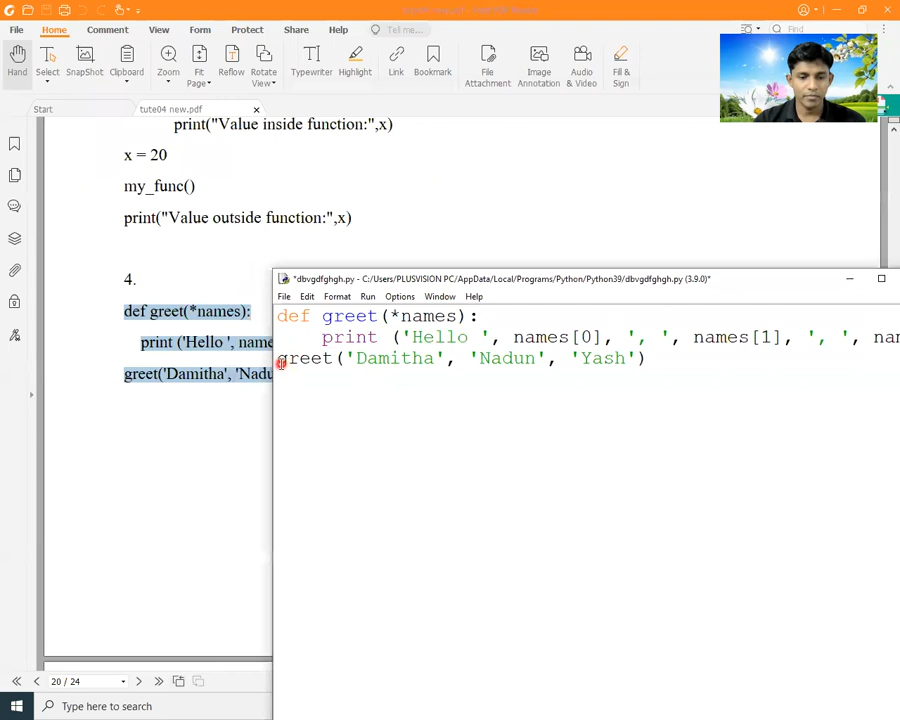 Tell me...
File Home Comment View Form Protect Share Help
Find
Hand Select SnapShot Clipboard Zoom Fit Page Reflow Rotate View Typewriter Highlight Link Bookmark File Attachment Image Annotation Audio & Video Fill & Sign
Start tute04 new.pdf
print("Value inside function:",x)
x = 20
my_func()
print("Value outside function:",x)
4.
def greet(*names):
print ('Hello ', name
greet('Damitha', 'Nadu
*dbvgdfghgh.py - C:/Users/PLUSVISION PC/AppData/Local/Programs/Python/Python39/dbvgdfghgh.py (3.9.0)*
File Edit Format Run Options Window Help
def greet(*names):
print ('Hello ', names[0], ', ', names[1], ', ', nam
greet('Damitha', 'Nadun', 'Yash')
20 / 24
Type here to search